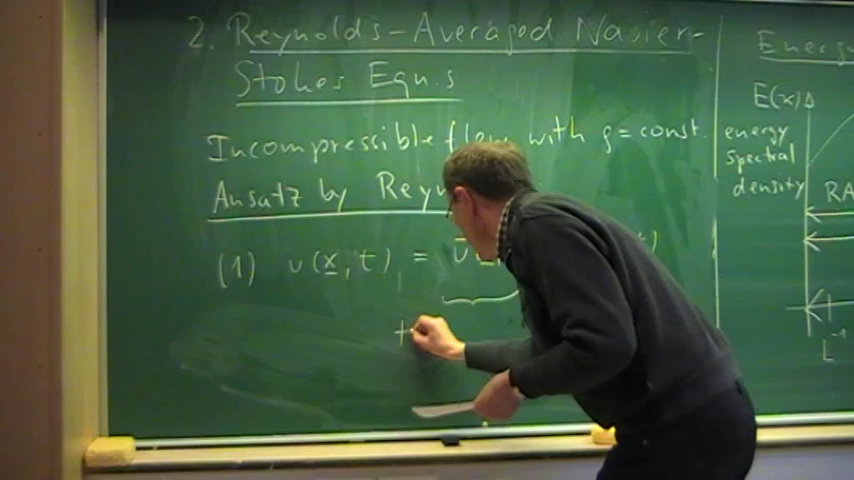 2. Reynolds-Averaged Navier-
Stokes Eqn.s
Incompressible flow with ρ=const.
Ansatz by Rey
(1) υ(x,t) = ῡ
t
Energy
E(x)
energy
spectral
density
RA
L⁻¹